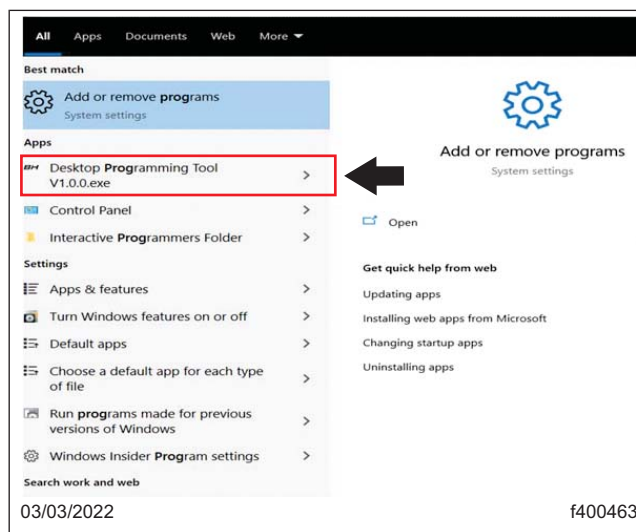 All Apps Documents Web More
Best match
Add or remove programs
System settings
Apps
BH Desktop Programming Tool
V1.0.0.exe
Control Panel
Interactive Programmers Folder
Settings
Apps & features
Turn Windows features on or off
Default apps
Choose a default app for each type
of file
Run programs made for previous
versions of Windows
Windows Insider Program settings
Search work and web
Add or remove programs
System settings
Open
Get quick help from web
Updating apps
Installing web apps from Microsoft
Changing startup apps
Uninstalling apps
03/03/2022 f400463